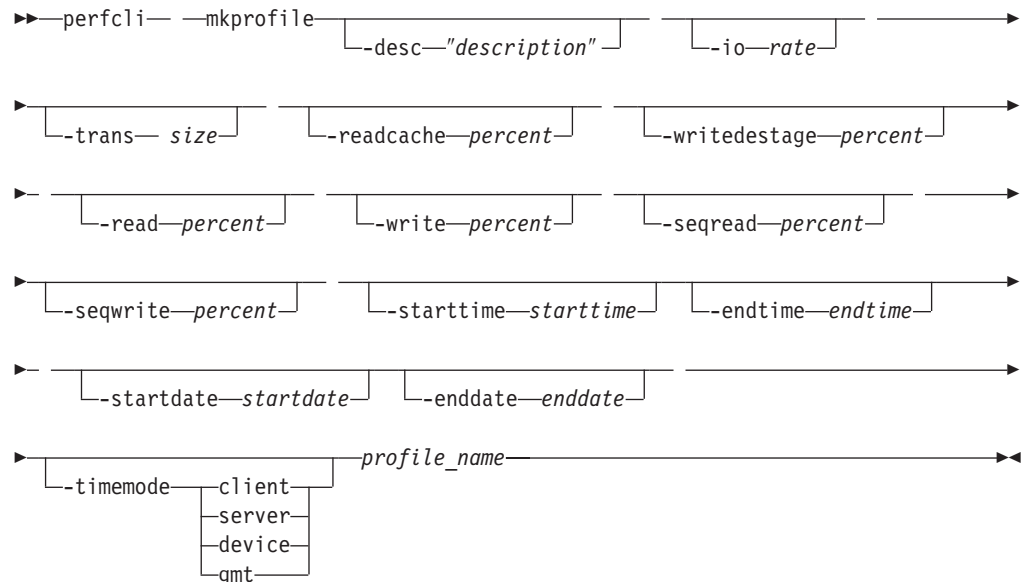 perfcli mkprofile
-desc "description" -io rate
-trans size -readcache percent -writedestage percent
-read percent -write percent -seqread percent
-seqwrite percent -starttime starttime -endtime endtime
-startdate startdate -enddate enddate
profile_name
-timemode client
server
device
gmt